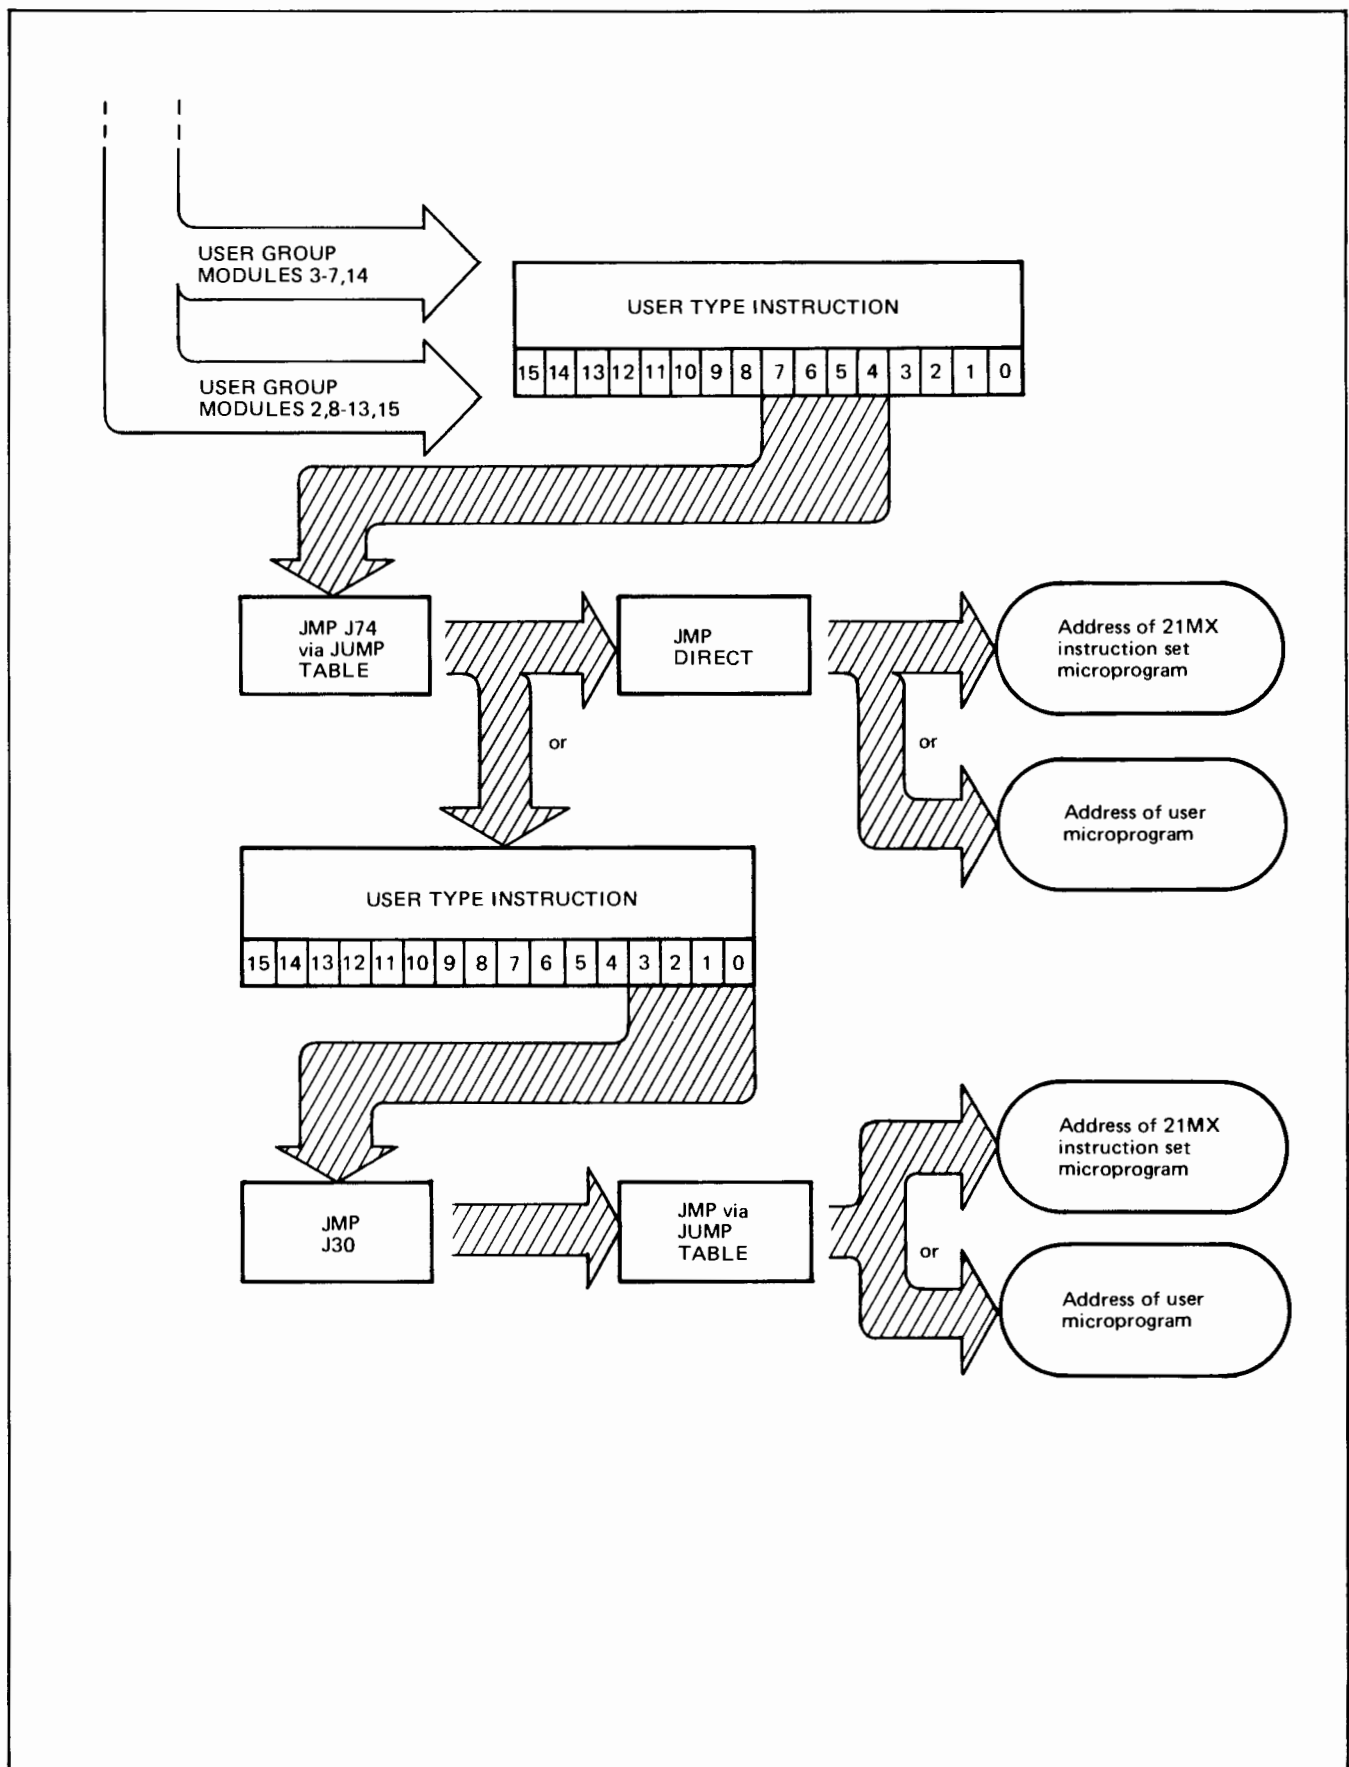 USER GROUP
MODULES 3-7,14
USER TYPE INSTRUCTION
15 14 13 12 11 10 9 8 7 6 5 4 3 2 1 0
USER GROUP
MODULES 2,8-13,15
JMP J74
via JUMP
TABLE
JMP
DIRECT
Address of 21MX
instruction set
microprogram
or
or
Address of user
microprogram
USER TYPE INSTRUCTION
15 14 13 12 11 10 9 8 7 6 5 4 3 2 1 0
JMP
J30
JMP via
JUMP
TABLE
Address of 21MX
instruction set
microprogram
or
Address of user
microprogram